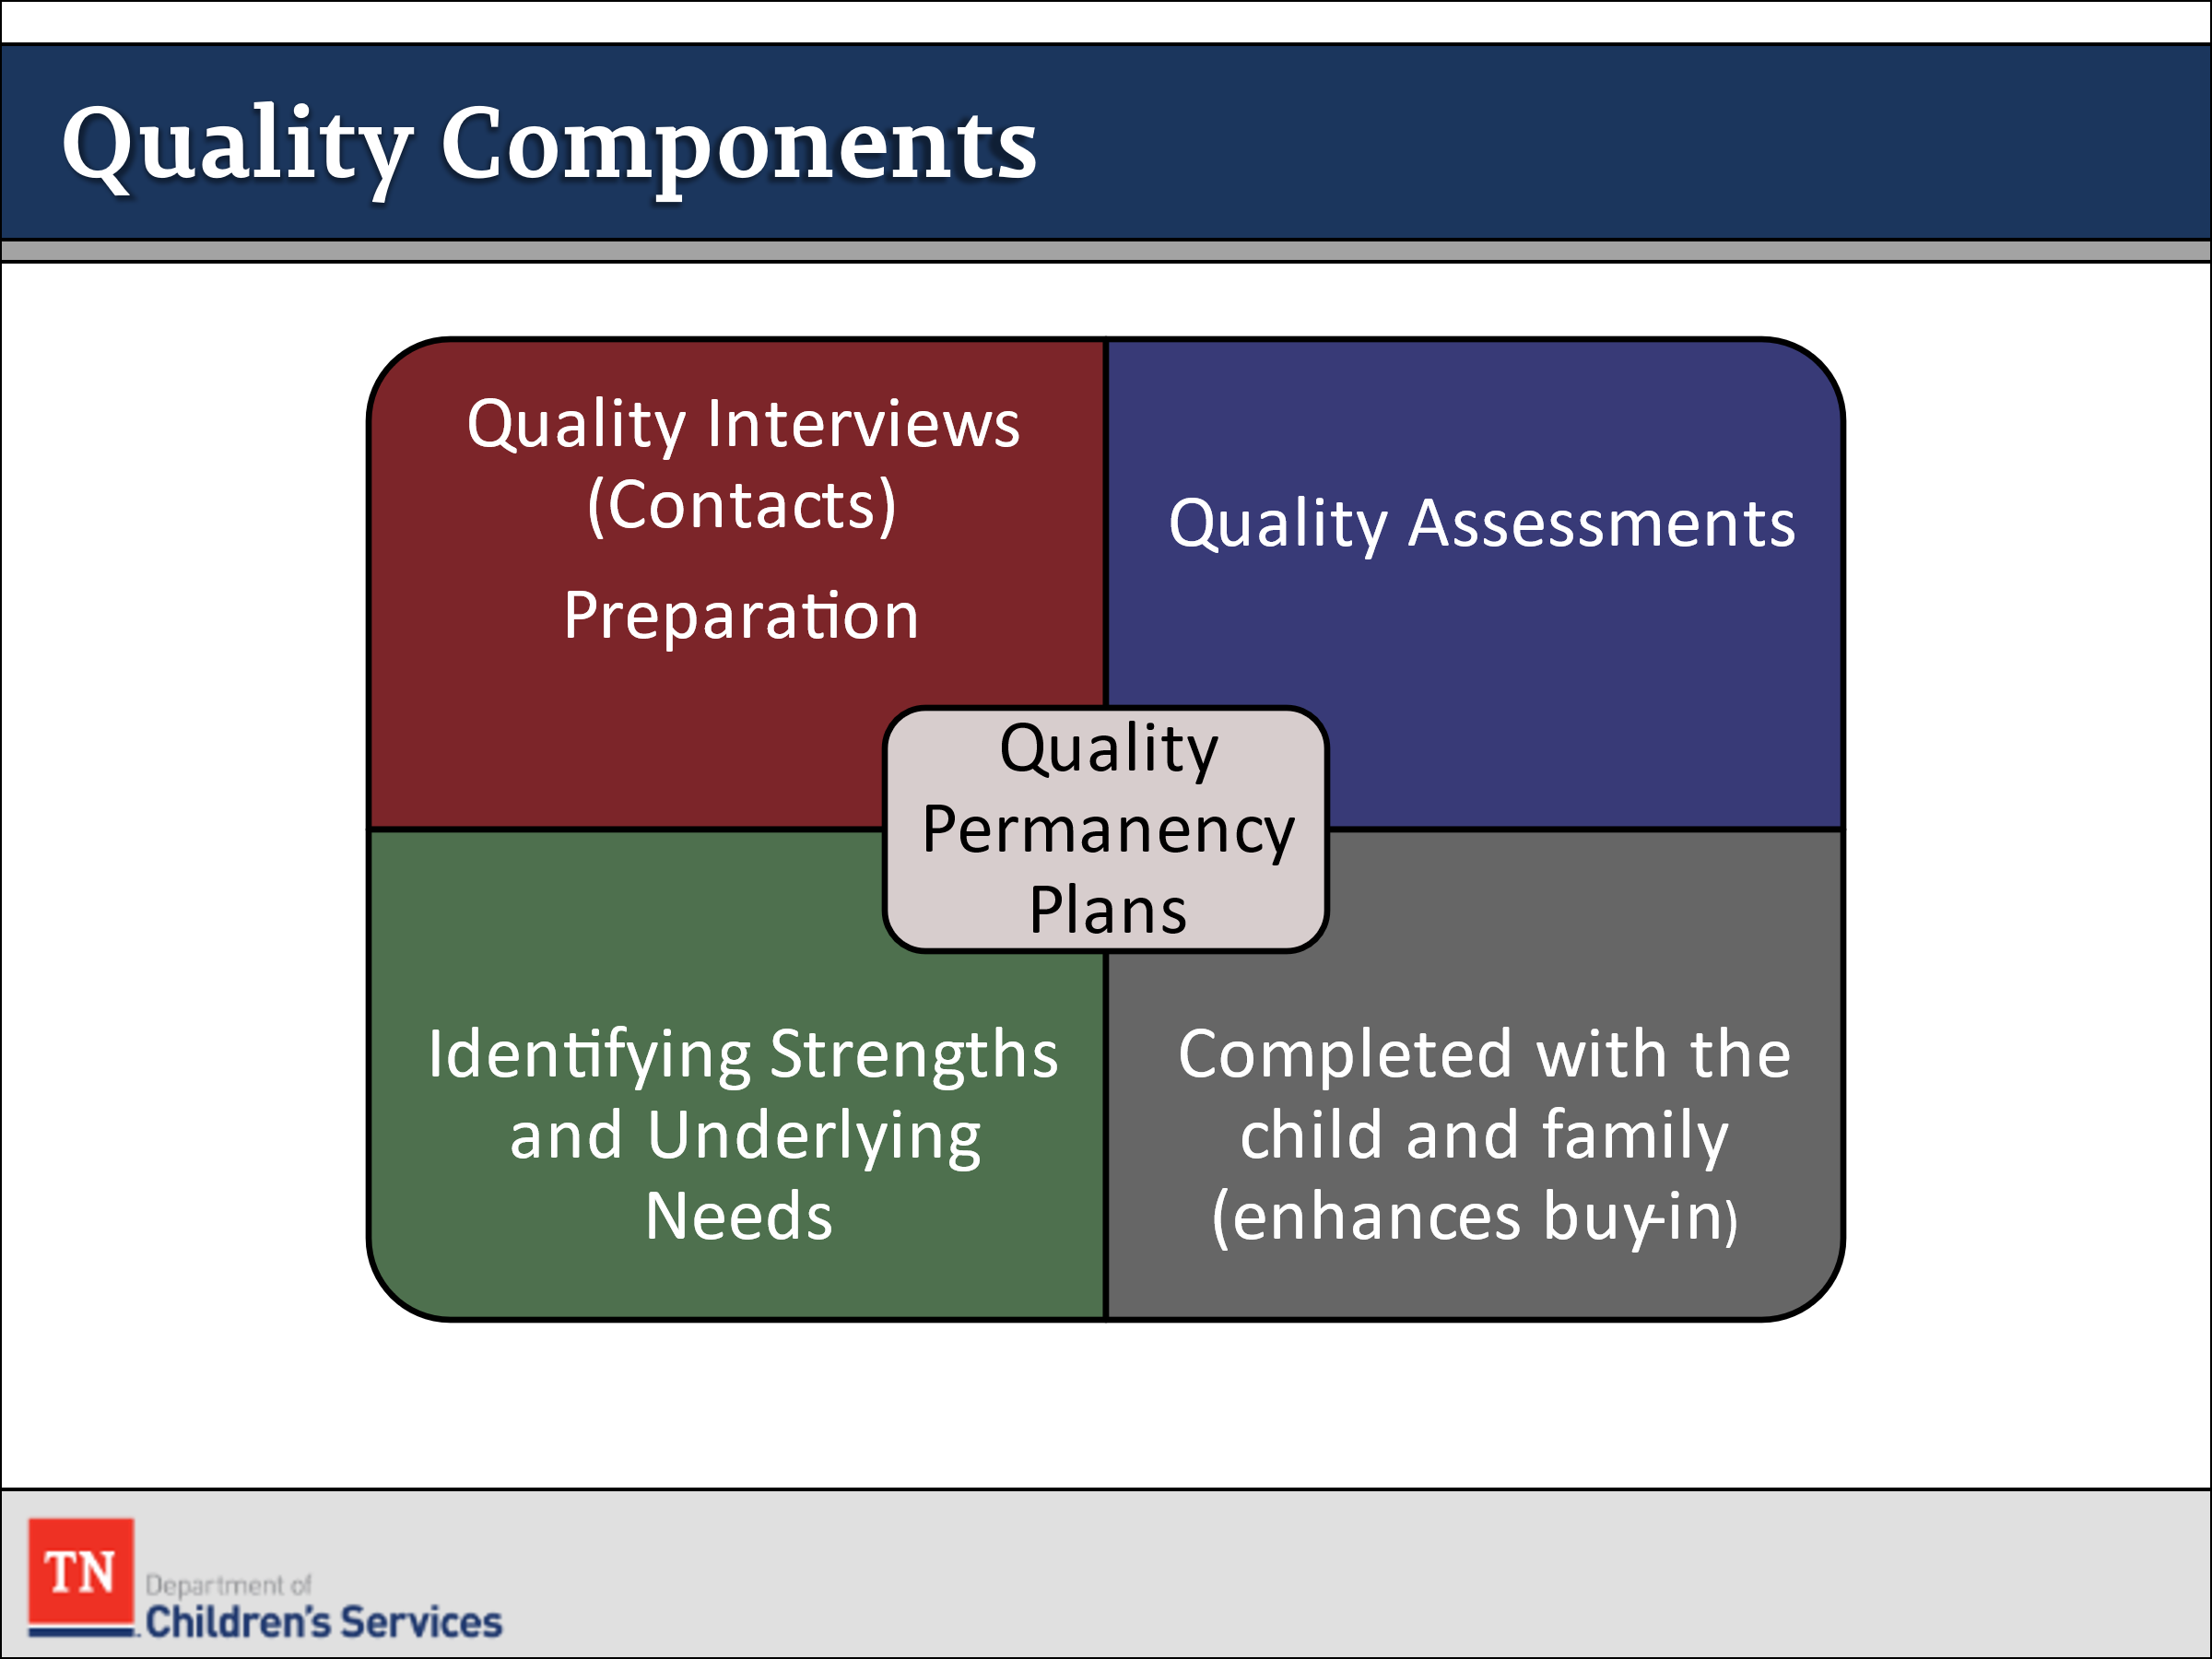 Quality Components
Quality Interviews
(Contacts)
Preparation
Quality Assessments
Quality
Permanency
Plans
Identifying Strengths
and Underlying
Needs
Completed with the
child and family
(enhances buy-in)
TN
Department of
Children's Services